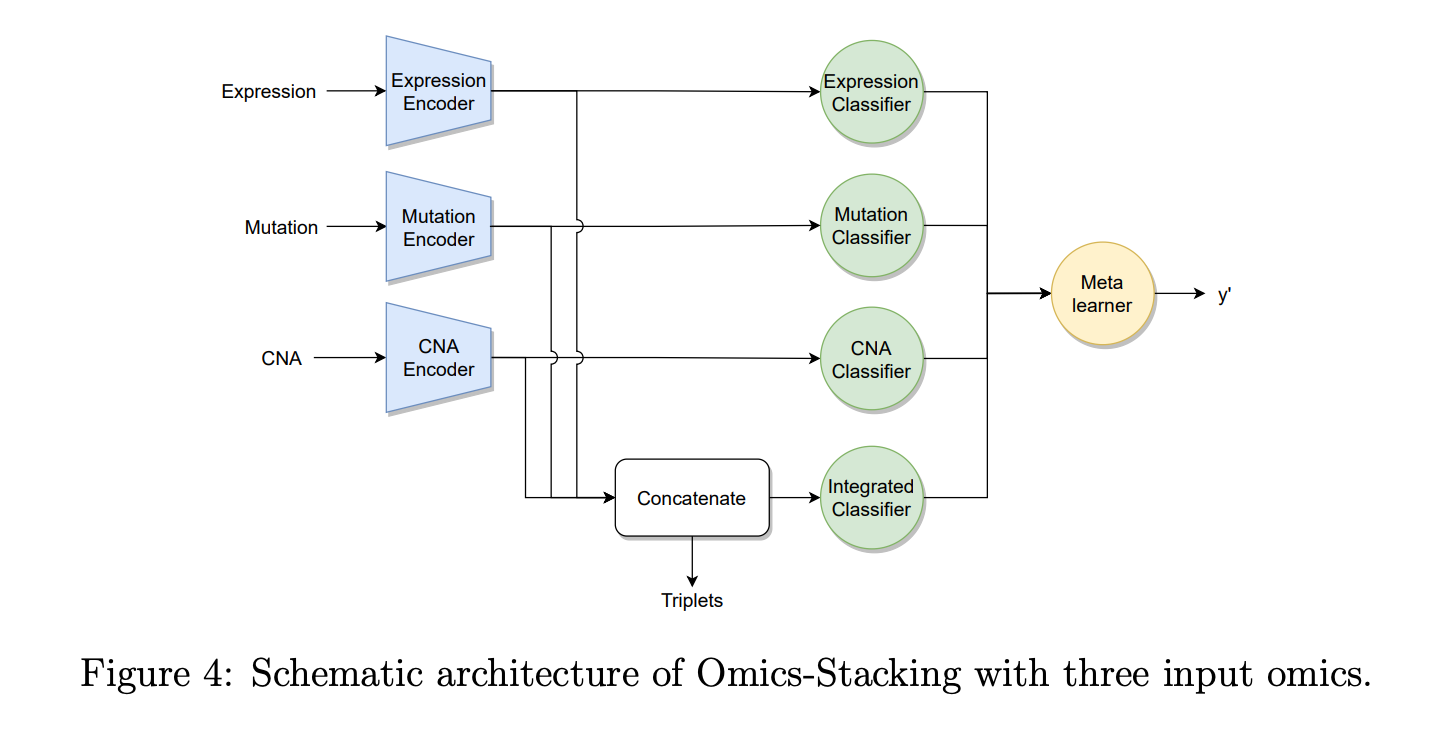 Expression
Expression
Encoder
Expression
Classifier
Mutation
Mutation
Encoder
Mutation
Classifier
Meta
learner
y'
CNA
CNA
Encoder
CNA
Classifier
Concatenate
Integrated
Classifier
Triplets
Figure 4: Schematic architecture of Omics-Stacking with three input omics.